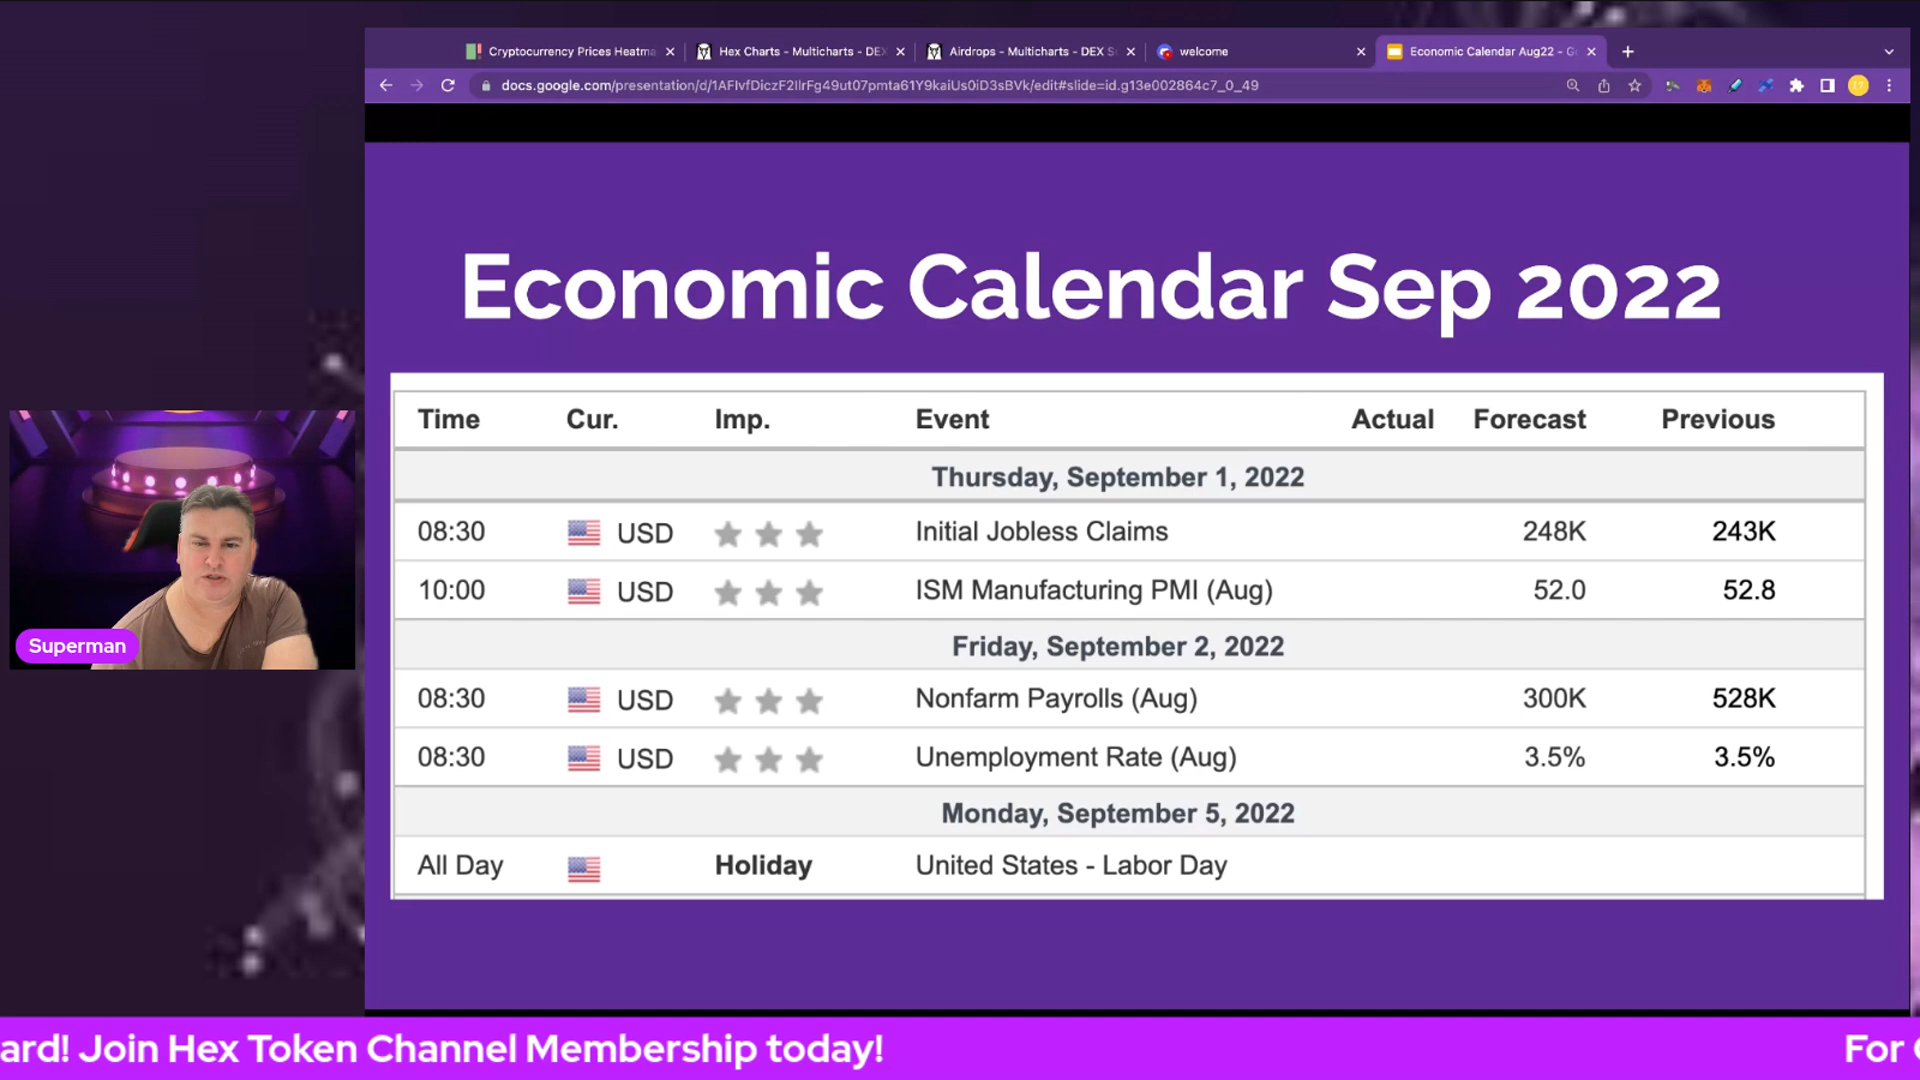 Cryptocurrency Prices Heatma
Hex Charts - Multicharts - DEX
Airdrops - Multicharts - DEX Sc
welcome
Economic Calendar Aug22 - Go
docs.google.com/presentation/d/1AFIvfDiczF2IlrFg49ut07pmta61Y9kaiUs0iD3sBVk/edit#slide=id.g13e002864c7_0_49
Economic Calendar Sep 2022
Time Cur. Imp. Event Actual Forecast Previous
Thursday, September 1, 2022
08:30 USD Initial Jobless Claims 248K 243K
10:00 USD ISM Manufacturing PMI (Aug) 52.0 52.8
Friday, September 2, 2022
08:30 USD Nonfarm Payrolls (Aug) 300K 528K
08:30 USD Unemployment Rate (Aug) 3.5% 3.5%
Monday, September 5, 2022
All Day Holiday United States - Labor Day
Superman
ard! Join Hex Token Channel Membership today!
For